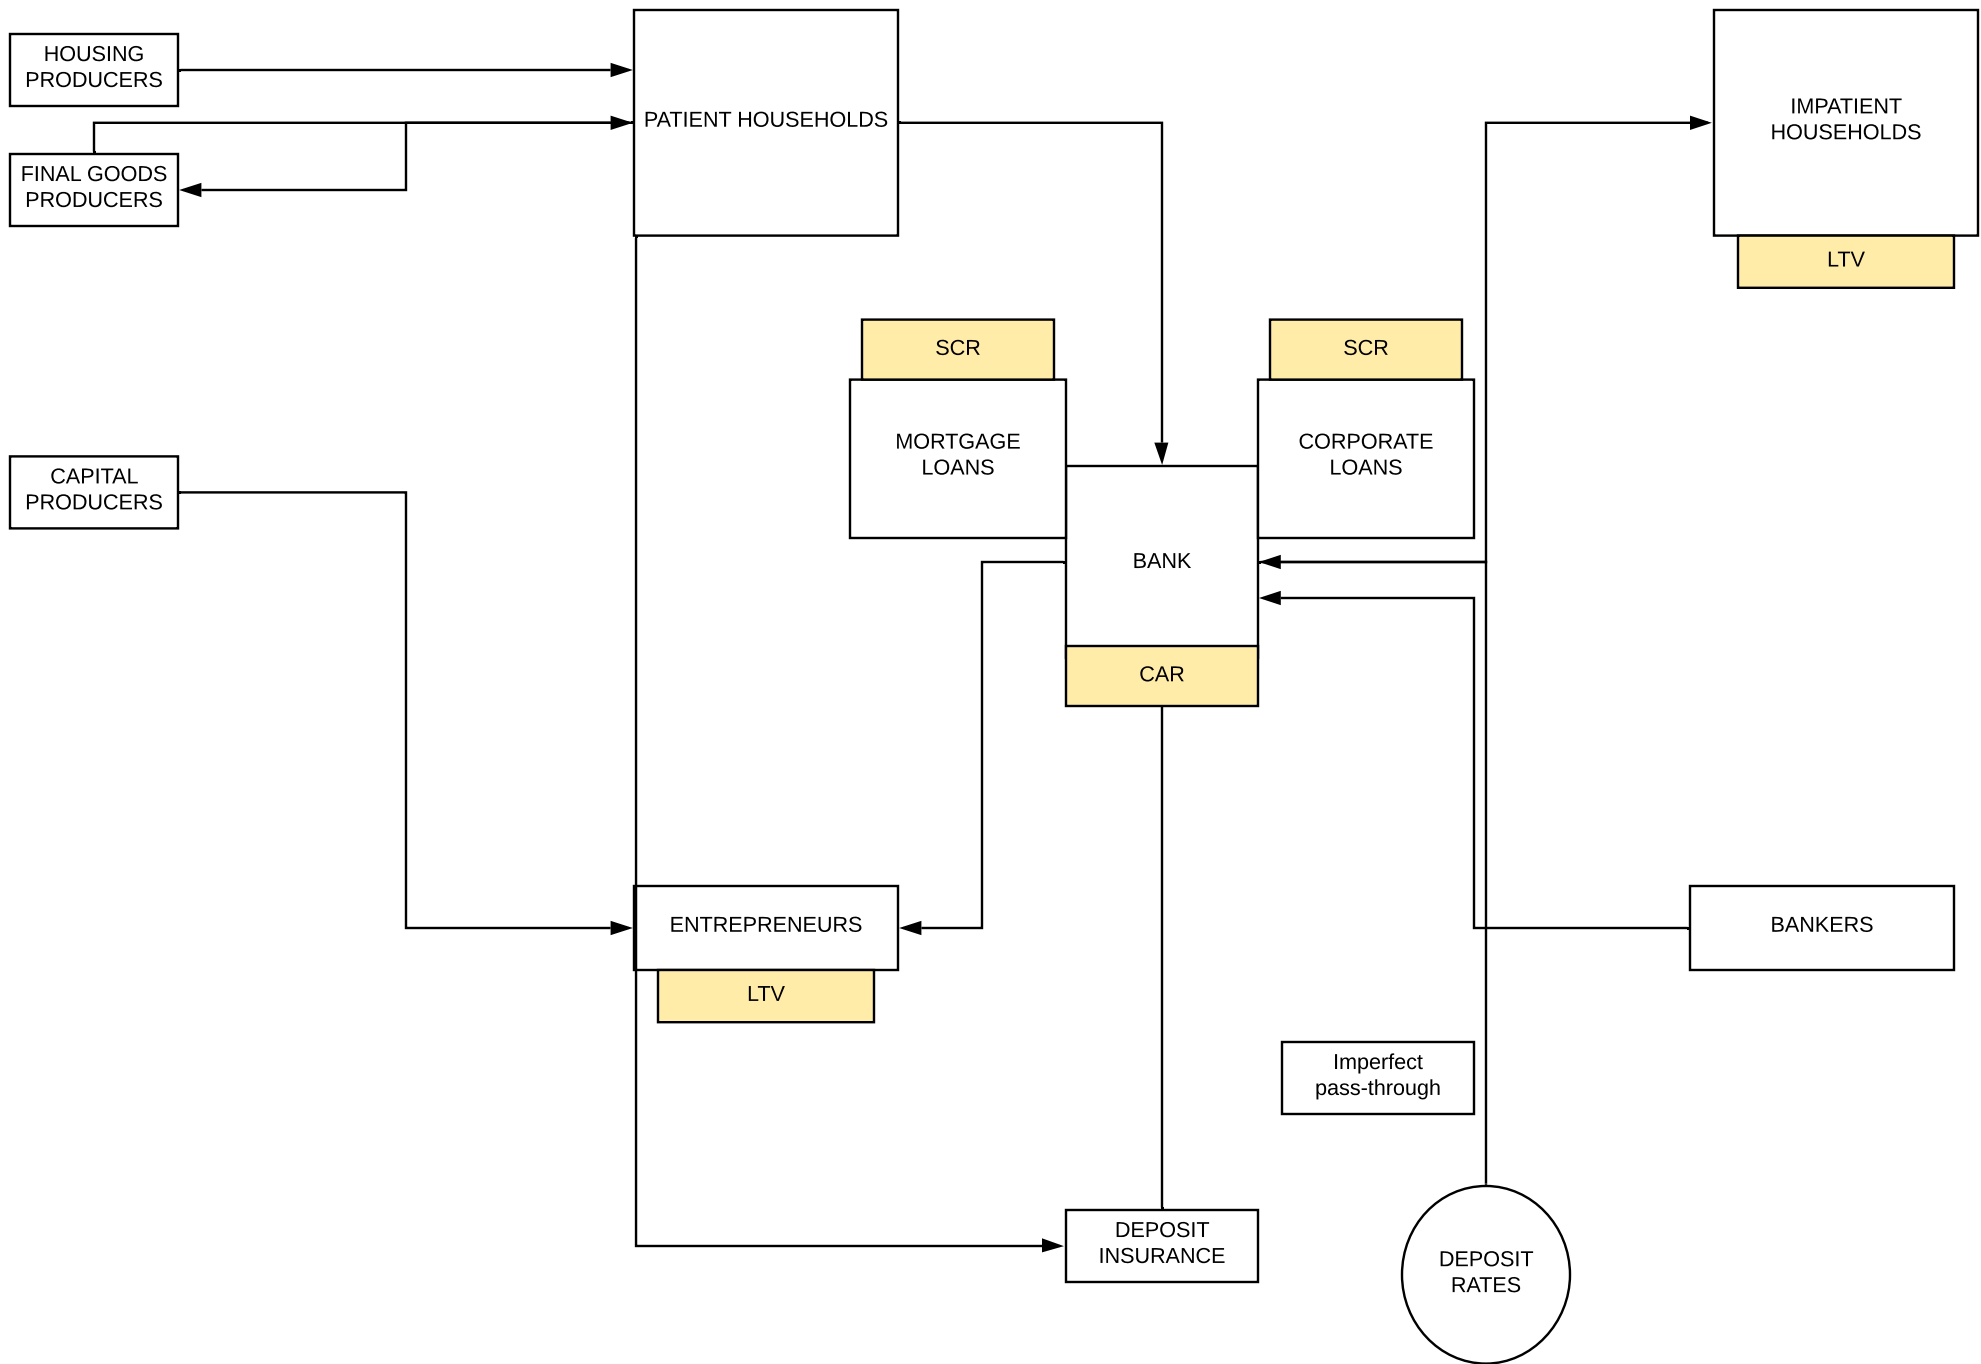 HOUSING
PRODUCERS
PATIENT HOUSEHOLDS
IMPATIENT
HOUSEHOLDS
FINAL GOODS
PRODUCERS
LTV
SCR
SCR
MORTGAGE
LOANS
CORPORATE
LOANS
CAPITAL
PRODUCERS
BANK
CAR
ENTREPRENEURS
BANKERS
LTV
Imperfect
pass-through
DEPOSIT
INSURANCE
DEPOSIT
RATES